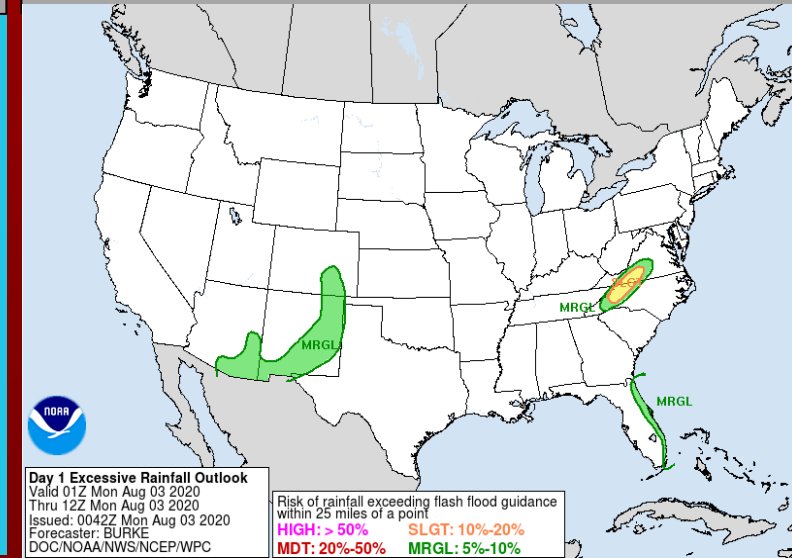 SLGT
MRGL
MRGL
MRGL
NOAA
Day 1 Excessive Rainfall Outlook
Valid 01Z Mon Aug 03 2020
Thru 12Z Mon Aug 03 2020
Issued: 0042Z Mon Aug 03 2020
Forecaster: BURKE
DOC/NOAA/NWS/NCEP/WPC
Risk of rainfall exceeding flash flood guidance
within 25 miles of a point
HIGH: > 50% SLGT: 10%-20%
MDT: 20%-50% MRGL: 5%-10%